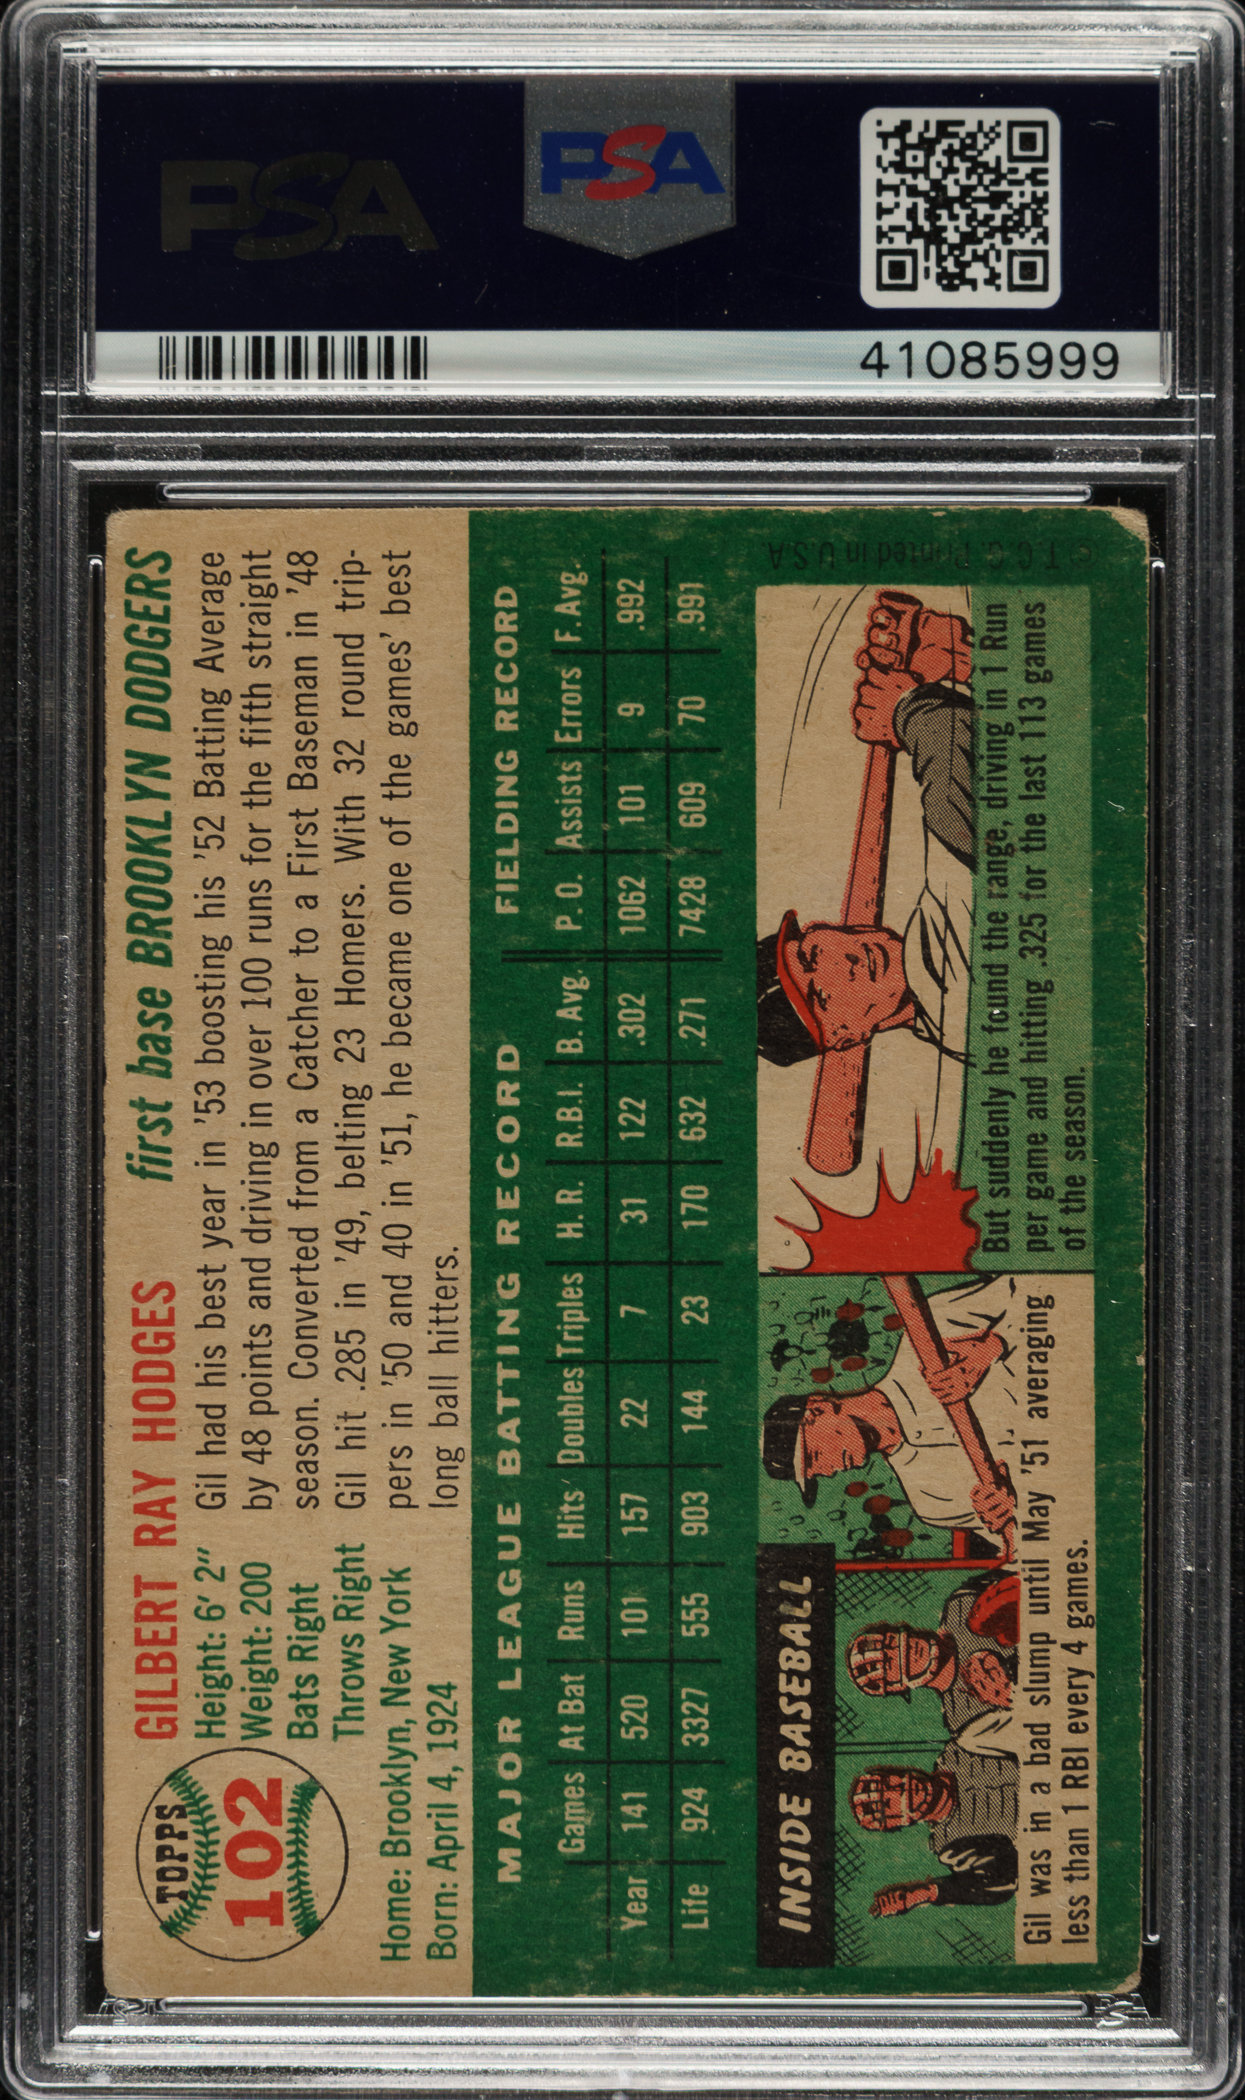 PSA
PSA
41085999
TOPPS
102
GILBERT RAY HODGES first base BROOKLYN DODGERS
Height: 6' 2"
Weight: 200
Bats Right
Throws Right
Home: Brooklyn, New York
Born: April 4, 1924
Gil had his best year in '53 boosting his '52 Batting Average
by 48 points and driving in over 100 runs for the fifth straight
season. Converted from a Catcher to a First Baseman in '48
Gil hit .285 in '49, belting 23 Homers. With 32 round trip-
pers in '50 and 40 in '51, he became one of the games' best
long ball hitters.
MAJOR LEAGUE BATTING RECORD FIELDING RECORD
Games At Bat Runs Hits Doubles Triples H. R. R.B.I. B. Avg. P. O. Assists Errors F. Avg.
Year 141 520 101 157 22 7 31 122 .302 1062 101 9 .992
Life 924 3327 555 903 144 23 170 632 .271 7428 609 70 .991
INSIDE BASEBALL
Gil was in a bad slump until May '51 averaging
less than 1 RBI every 4 games.
But suddenly he found the range, driving in 1 Run
per game and hitting .325 for the last 113 games
of the season.
© T.C.G. Printed in U.S.A.
PSA
PSA